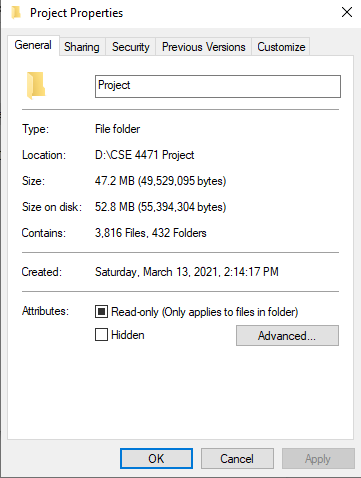 Project Properties
General Sharing Security Previous Versions Customize
Project
Type: File folder
Location: D:\CSE 4471 Project
Size: 47.2 MB (49,529,095 bytes)
Size on disk: 52.8 MB (55,394,304 bytes)
Contains: 3,816 Files, 432 Folders
Created: Saturday, March 13, 2021, 2:14:17 PM
Attributes: Read-only (Only applies to files in folder)
Hidden Advanced...
OK Cancel Apply